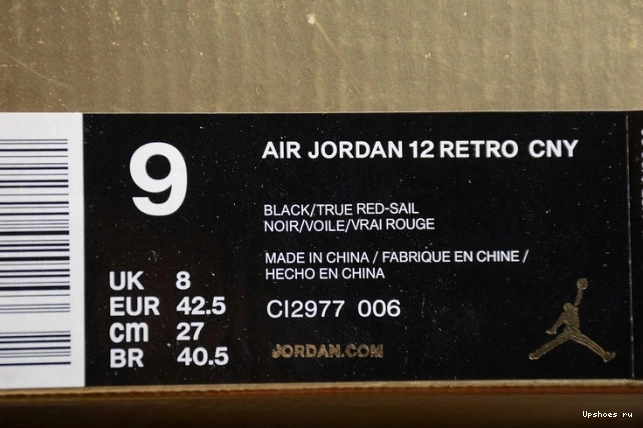 9
AIR JORDAN 12 RETRO CNY
BLACK/TRUE RED-SAIL
NOIR/VOILE/VRAI ROUGE
MADE IN CHINA / FABRIQUE EN CHINE /
HECHO EN CHINA
UK 8
EUR 42.5
cm 27
BR 40.5
CI2977 006
JORDAN.COM
Upshoes ru